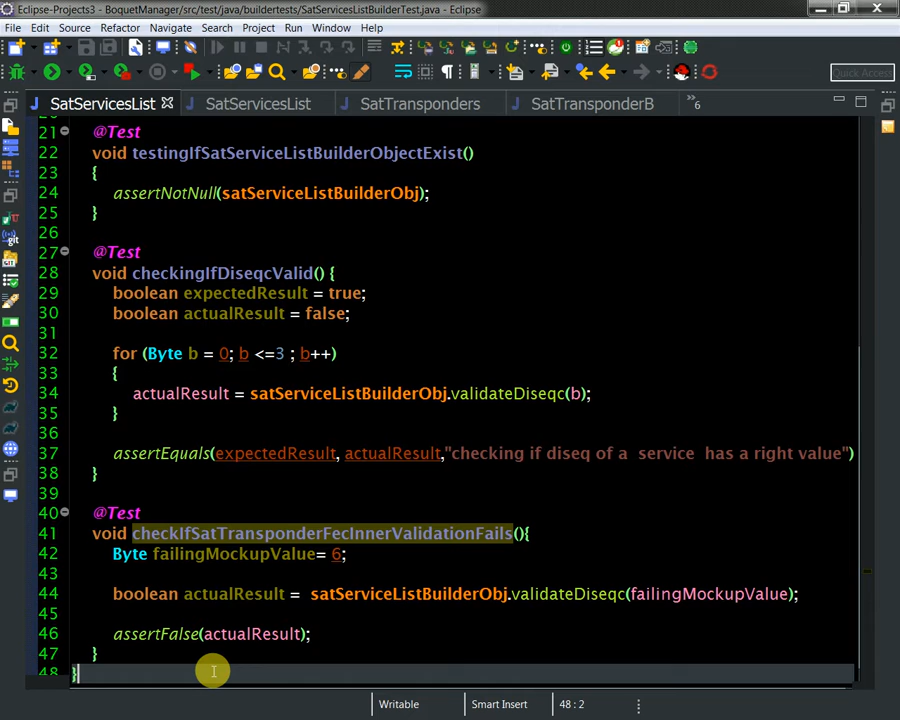 Eclipse-Projects3 - BoquetManager/src/test/java/buildertests/SatServicesListBuilderTest.java - Eclipse
File Edit Source Refactor Navigate Search Project Run Window Help
Quick Access
SatServicesList SatServicesList SatTransponders SatTransponderB »6
21 @Test
22 void testingIfSatServiceListBuilderObjectExist()
23 {
24 assertNotNull(satServiceListBuilderObj);
25 }
26
27 @Test
28 void checkingIfDiseqcValid() {
29 boolean expectedResult = true;
30 boolean actualResult = false;
31
32 for (Byte b = 0; b <=3 ; b++)
33 {
34 actualResult = satServiceListBuilderObj.validateDiseqc(b);
35 }
36
37 assertEquals(expectedResult, actualResult,"checking if diseq of a  service  has a right value")
38 }
39
40 @Test
41 void checkIfSatTransponderFecInnerValidationFails(){
42 Byte failingMockupValue= 6;
43
44 boolean actualResult =  satServiceListBuilderObj.validateDiseqc(failingMockupValue);
45
46 assertFalse(actualResult);
47 }
48 }
Writable Smart Insert 48 : 2